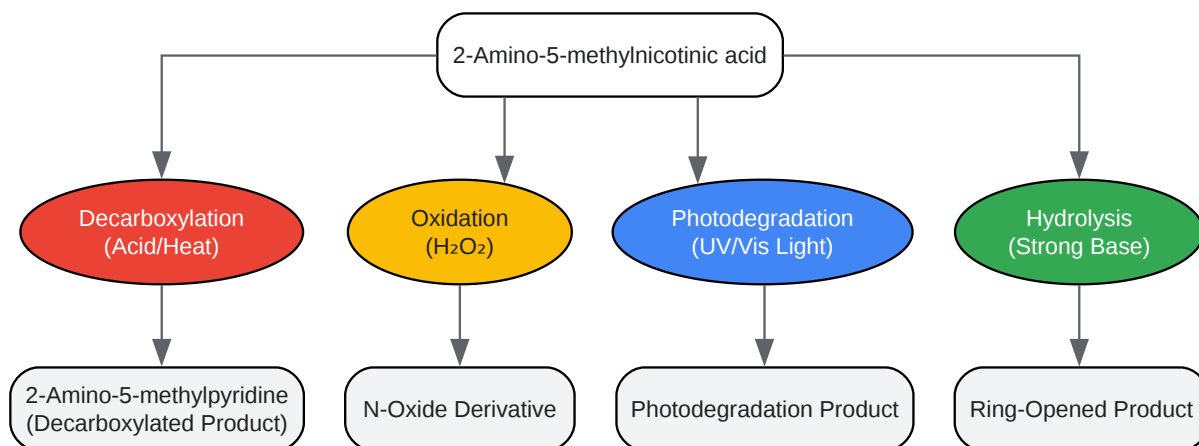 2-Amino-5-methylnicotinic acid
Decarboxylation
(Acid/Heat)
Oxidation
(H₂O₂)
Photodegradation
(UV/Vis Light)
Hydrolysis
(Strong Base)
2-Amino-5-methylpyridine
(Decarboxylated Product)
N-Oxide Derivative
Photodegradation Product
Ring-Opened Product